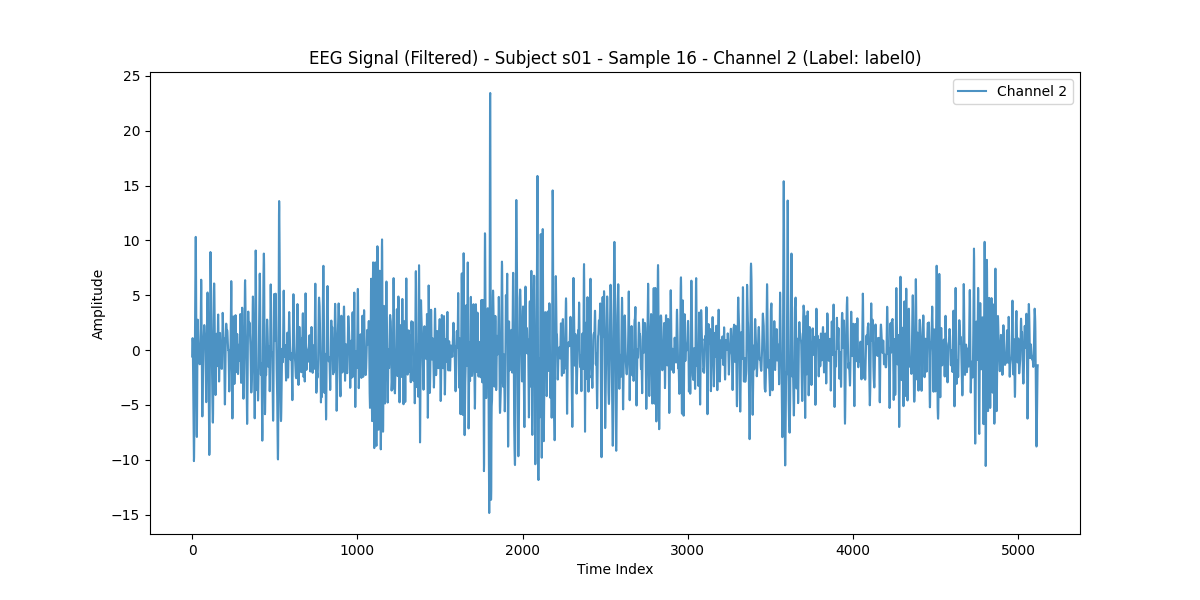 EEG Signal (Filtered) - Subject s01 - Sample 16 - Channel 2 (Label: label0)
Channel 2
25
20
15
10
5
0
−5
−10
−15
Amplitude
0 1000 2000 3000 4000 5000
Time Index